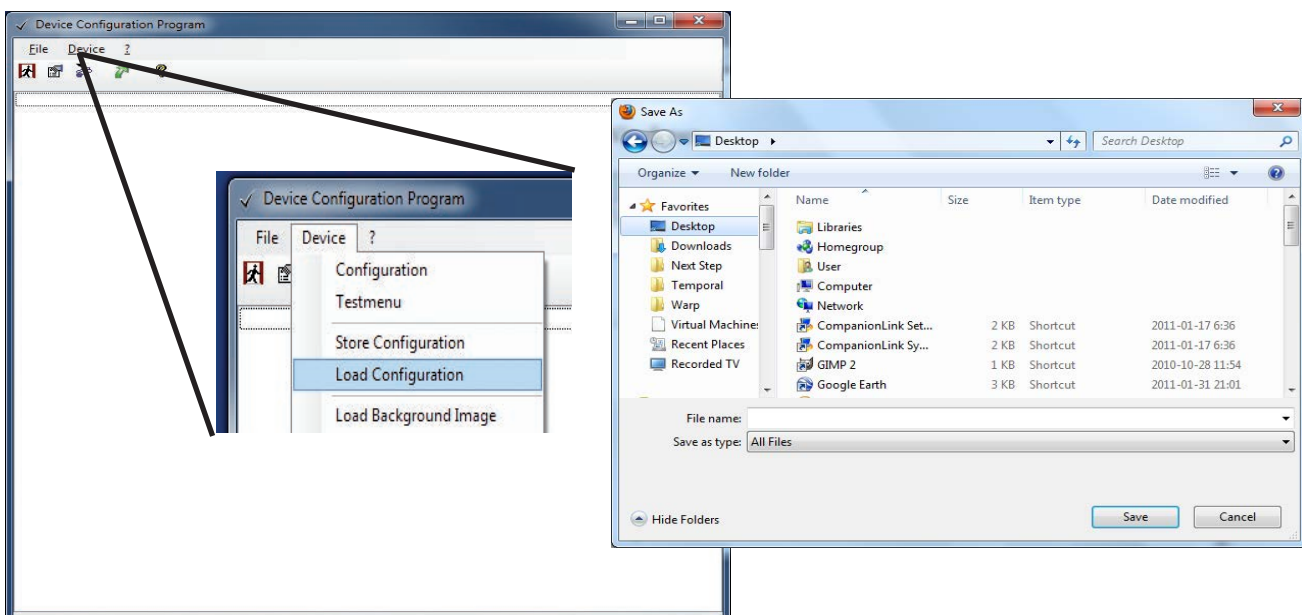 Device Configuration Program
File Device ?
Device Configuration Program
File Device ?
Configuration
Testmenu
Store Configuration
Load Configuration
Load Background Image
Save As
Desktop
Search Desktop
Organize New folder
Favorites
Desktop
Downloads
Next Step
Temporal
Warp
Virtual Machine
Recent Places
Recorded TV
Name Size Item type Date modified
Libraries
Homegroup
User
Computer
Network
CompanionLink Set... 2 KB Shortcut 2011-01-17 6:36
CompanionLink Sy... 2 KB Shortcut 2011-01-17 6:36
GIMP 2 1 KB Shortcut 2010-10-28 11:54
Google Earth 3 KB Shortcut 2011-01-31 21:01
File name:
Save as type: All Files
Hide Folders
Save Cancel